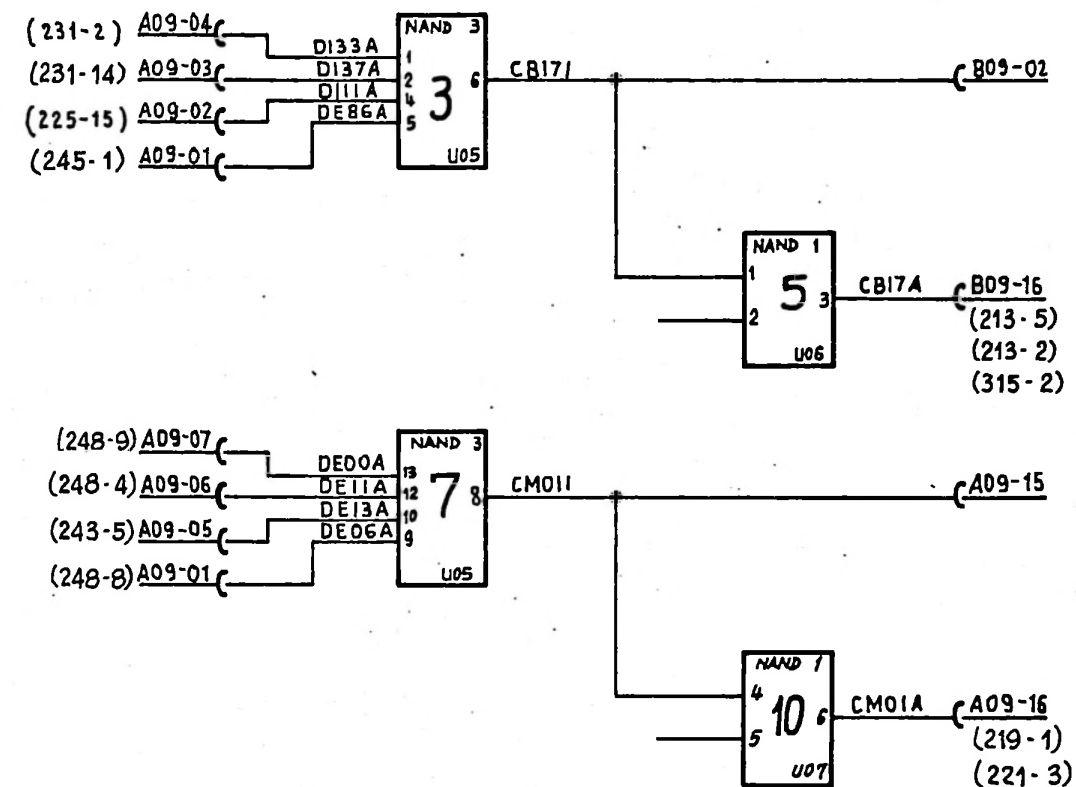 (231-2) A09-04
(231-14) A09-03
(225-15) A09-02
(245-1) A09-01
D133A
D137A
D111A
DE86A
NAND 3
1
2
4
5
3
6
U05
CB171
B09-02
NAND 1
1
2
5
3
U06
CB17A
B09-16
(213-5)
(213-2)
(315-2)
(248-9) A09-07
(248-4) A09-06
(243-5) A09-05
(248-8) A09-01
DE00A
DE11A
DE13A
DE06A
NAND 3
13
12
10
9
7
8
U05
CM011
A09-15
NAND 1
4
5
10
6
U07
CM01A
A09-16
(219-1)
(221-3)